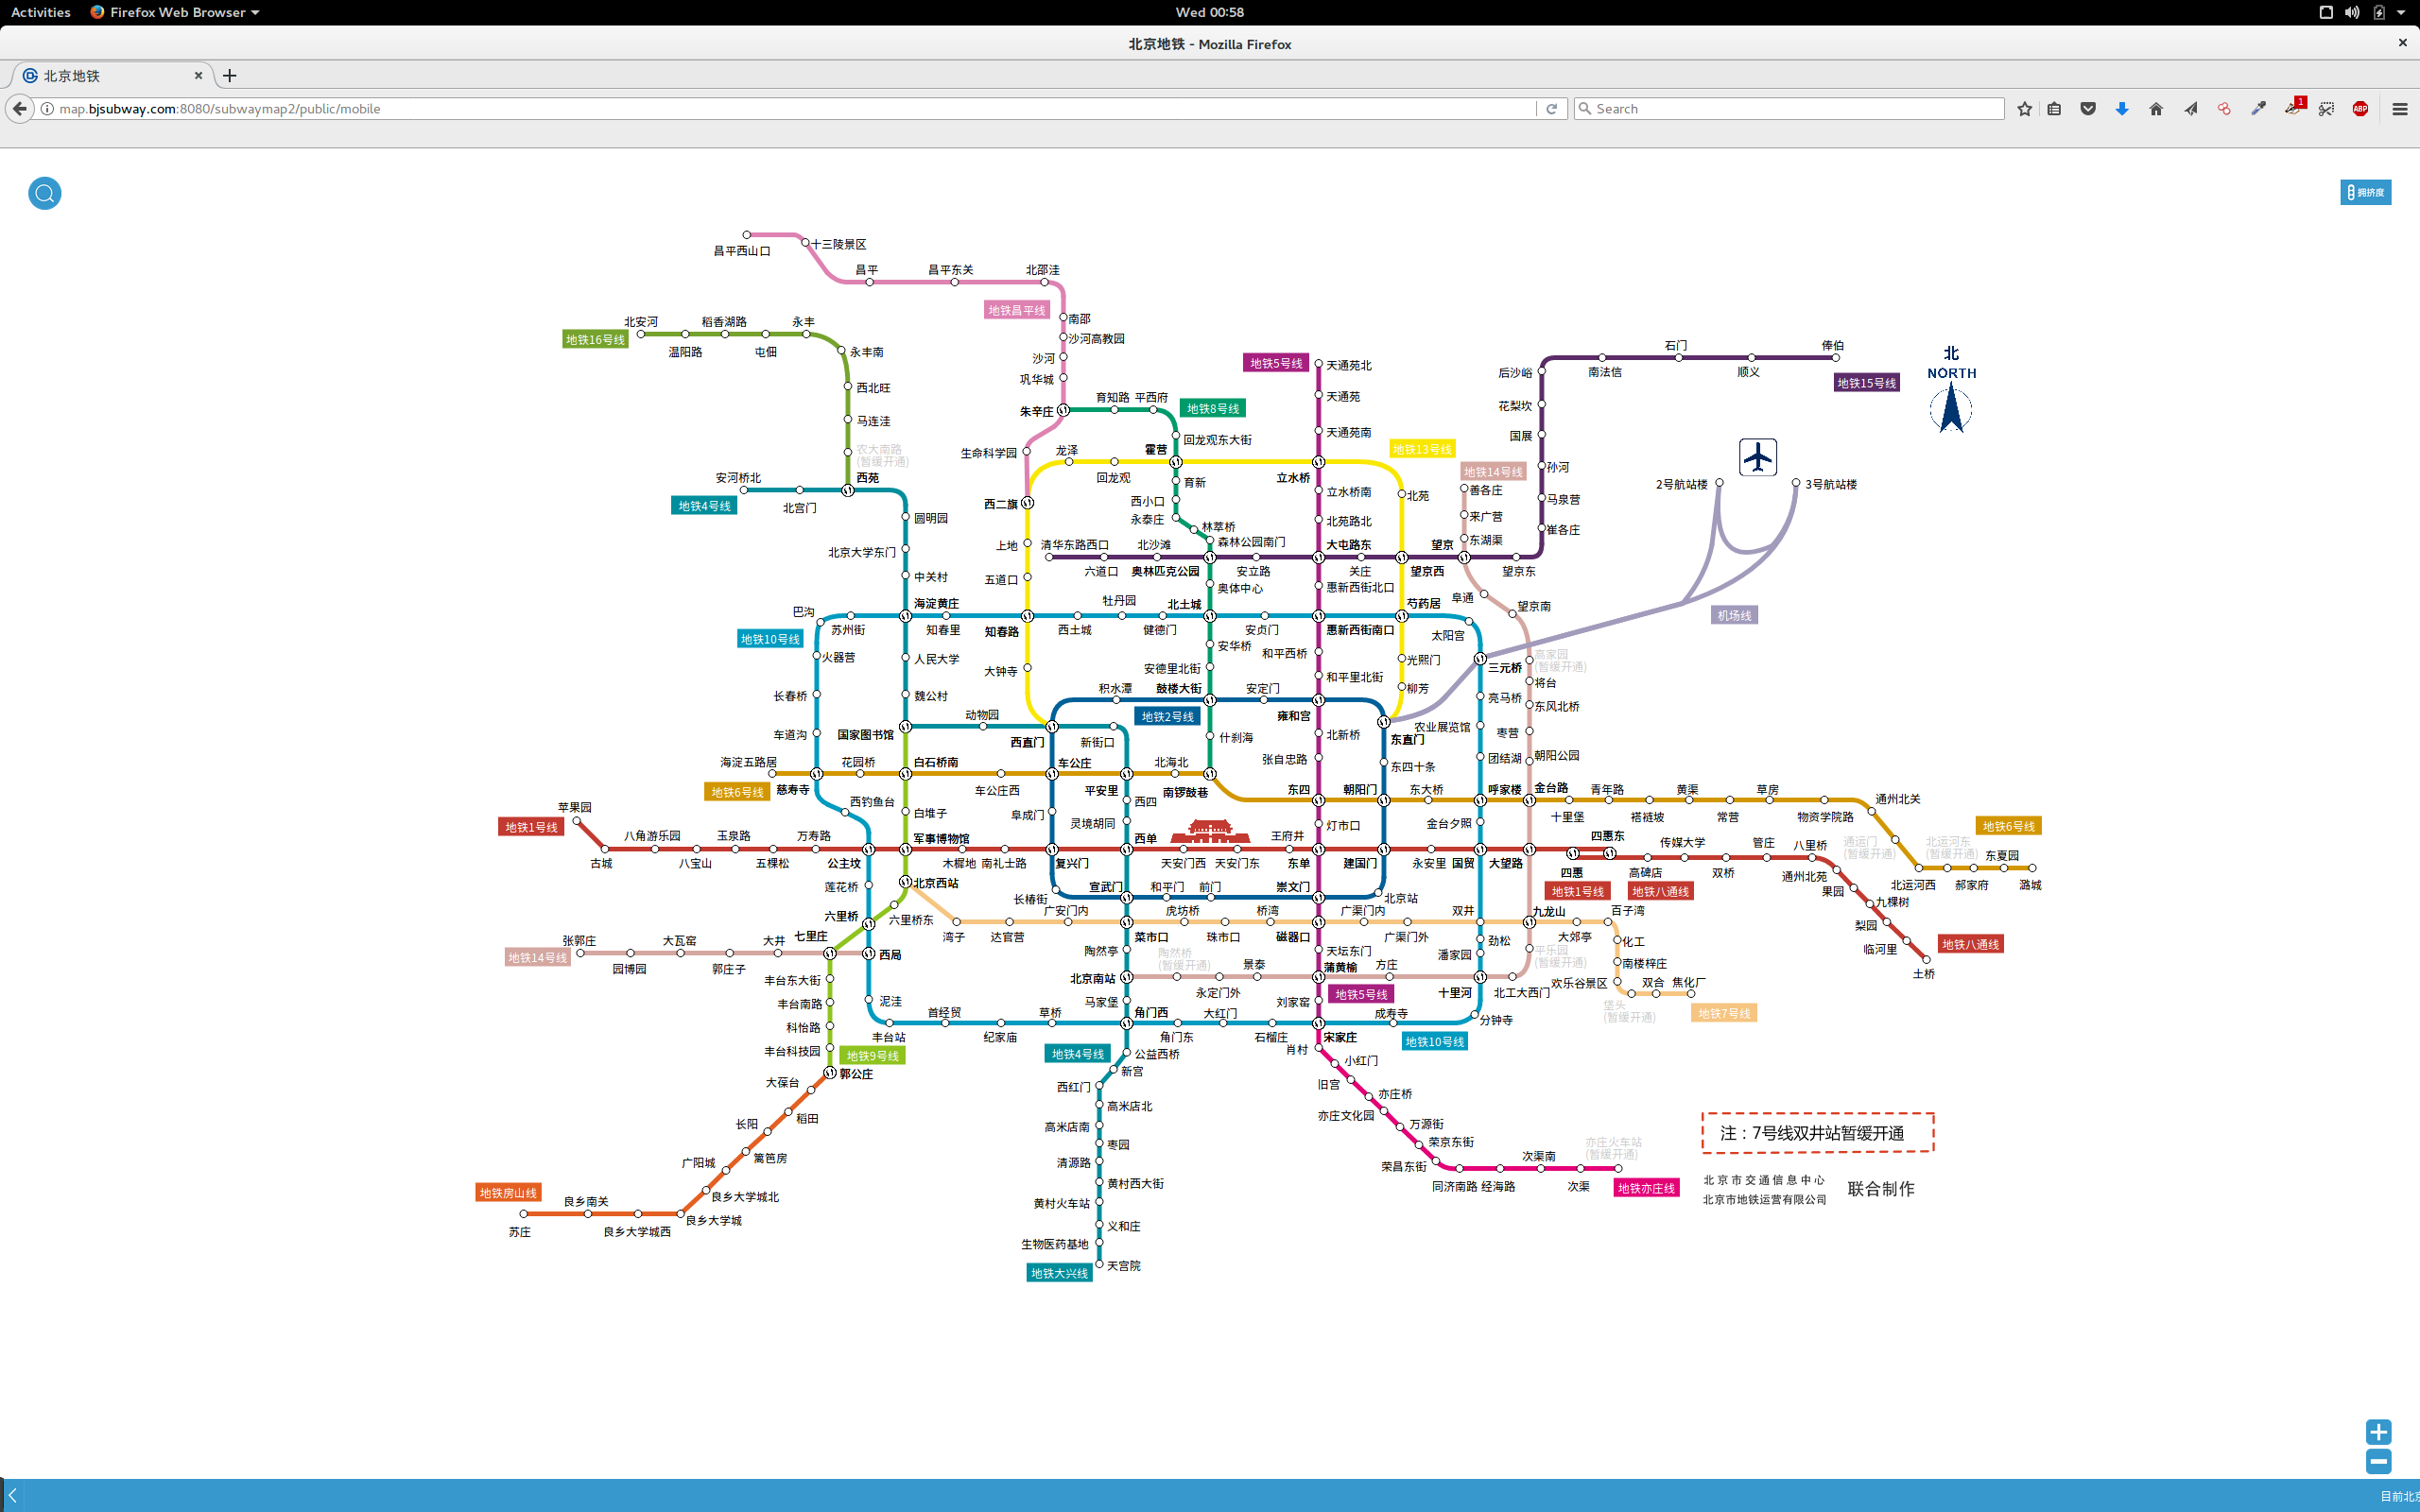 Activities
Firefox Web Browser
Wed 00:58
北京地铁 - Mozilla Firefox
北京地铁
map.bjsubway.com:8080/subwaymap2/public/mobile
Search
1
ABP
拥挤度
昌平西山口
十三陵景区
昌平
昌平东关
北邵洼
地铁昌平线
南邵
沙河高教园
沙河
巩华城
朱辛庄
生命科学园
西二旗
地铁16号线
北安河
温阳路
稻香湖路
屯佃
永丰
永丰南
西北旺
马连洼
农大南路
(暂缓开通)
西苑
安河桥北
地铁4号线
北宫门
圆明园
北京大学东门
中关村
海淀黄庄
人民大学
魏公村
国家图书馆
动物园
西直门
新街口
平安里
西四
灵境胡同
西单
宣武门
菜市口
陶然亭
北京南站
马家堡
角门西
地铁4号线
公益西桥
新宫
西红门
高米店北
高米店南
枣园
清源路
黄村西大街
黄村火车站
义和庄
生物医药基地
天宫院
地铁大兴线
育知路
平西府
地铁8号线
回龙观东大街
霍营
育新
西小口
永泰庄
林萃桥
森林公园南门
奥林匹克公园
奥体中心
北土城
安华桥
安德里北街
鼓楼大街
什刹海
南锣鼓巷
地铁5号线
天通苑北
天通苑
天通苑南
立水桥
立水桥南
北苑路北
大屯路东
惠新西街北口
惠新西街南口
和平西桥
和平里北街
雍和宫
北新桥
张自忠路
东四
灯市口
东单
崇文门
磁器口
天坛东门
蒲黄榆
地铁5号线
刘家窑
宋家庄
龙泽
回龙观
地铁13号线
北苑
望京西
芍药居
光熙门
柳芳
东直门
上地
五道口
知春路
大钟寺
地铁15号线
俸伯
顺义
石门
南法信
后沙峪
花梨坎
国展
孙河
马泉营
崔各庄
望京东
望京
关庄
安立路
北沙滩
六道口
清华东路西口
地铁14号线
善各庄
来广营
东湖渠
阜通
望京南
高家园
(暂缓开通)
将台
东风北桥
枣营
朝阳公园
金台路
大望路
九龙山
平乐园
(暂缓开通)
北工大西门
十里河
方庄
景泰
永定门外
陶然桥
(暂缓开通)
北
NORTH
2号航站楼
3号航站楼
机场线
三元桥
地铁10号线
巴沟
苏州街
知春里
西土城
牡丹园
健德门
安贞门
太阳宫
亮马桥
农业展览馆
团结湖
呼家楼
金台夕照
国贸
双井
劲松
潘家园
分钟寺
成寿寺
地铁10号线
石榴庄
大红门
角门东
草桥
纪家庙
首经贸
丰台站
泥洼
西局
六里桥
莲花桥
公主坟
西钓鱼台
慈寿寺
车道沟
长春桥
火器营
积水潭
地铁2号线
安定门
东四十条
朝阳门
建国门
北京站
前门
和平门
长椿街
复兴门
阜成门
车公庄
海淀五路居
地铁6号线
花园桥
白石桥南
车公庄西
北海北
东大桥
十里堡
青年路
褡裢坡
黄渠
常营
草房
物资学院路
通州北关
通运门
(暂缓开通)
北运河西
北运河东
(暂缓开通)
郝家府
东夏园
潞城
地铁6号线
苹果园
地铁1号线
古城
八角游乐园
八宝山
玉泉路
五棵松
万寿路
军事博物馆
木樨地
南礼士路
天安门西
天安门东
王府井
永安里
四惠
四惠东
地铁1号线
地铁八通线
高碑店
传媒大学
双桥
管庄
八里桥
通州北苑
果园
九棵树
梨园
临河里
土桥
地铁八通线
白堆子
北京西站
六里桥东
七里庄
丰台东大街
丰台南路
科怡路
丰台科技园
地铁9号线
郭公庄
湾子
达官营
广安门内
虎坊桥
珠市口
桥湾
广渠门内
广渠门外
大郊亭
百子湾
化工
南楼梓庄
欢乐谷景区
垡头
(暂缓开通)
双合
焦化厂
地铁7号线
地铁14号线
张郭庄
园博园
大瓦窑
郭庄子
大井
大葆台
稻田
长阳
篱笆房
广阳城
良乡大学城北
良乡大学城
良乡大学城西
良乡南关
苏庄
地铁房山线
肖村
小红门
旧宫
亦庄桥
亦庄文化园
万源街
荣京东街
荣昌东街
同济南路
经海路
次渠南
次渠
亦庄火车站
(暂缓开通)
地铁亦庄线
注：7号线双井站暂缓开通
北京市交通信息中心
北京市地铁运营有限公司
联合制作
目前北京